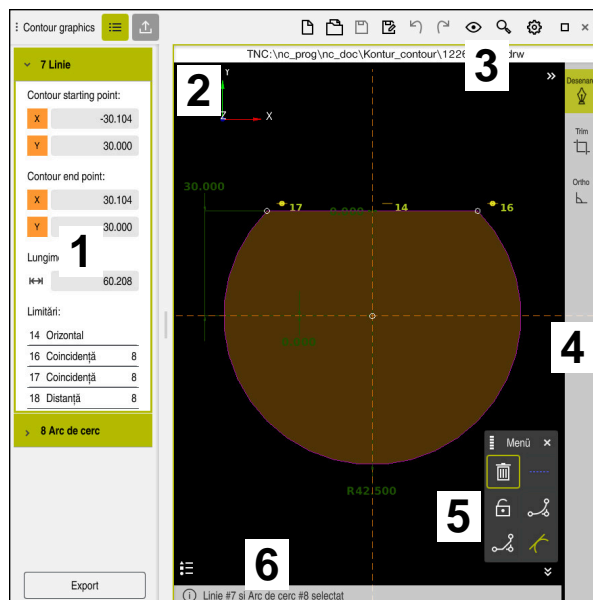 Contour graphics
TNC:\nc_prog\nc_doc\Kontur_contour\1226
drw
7 Linie
Contour starting point:
X -30.104
Y 30.000
Contour end point:
X 30.104
Y 30.000
60.208
Limitări:
14 Orizontal
16 Coincidență 8
17 Coincidență 8
18 Distanță 8
8 Arc de cerc
Export
1
2
3
4
5
6
Y
X
Z
30.000
17
0.000
14
16
R42.500
Trim
Ortho
Menü
Linie #7 și Arc de cerc #8 selectat